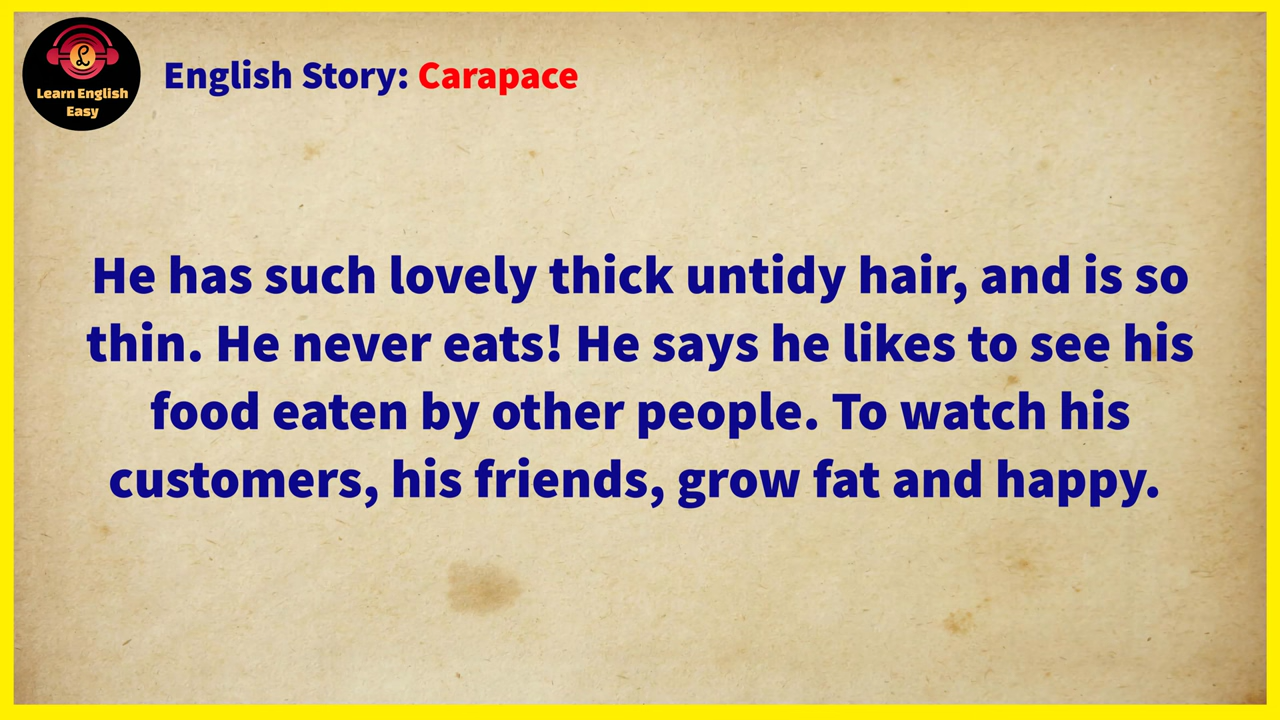 Learn English
Easy
English Story: Carapace
He has such lovely thick untidy hair, and is so
thin. He never eats! He says he likes to see his
food eaten by other people. To watch his
customers, his friends, grow fat and happy.